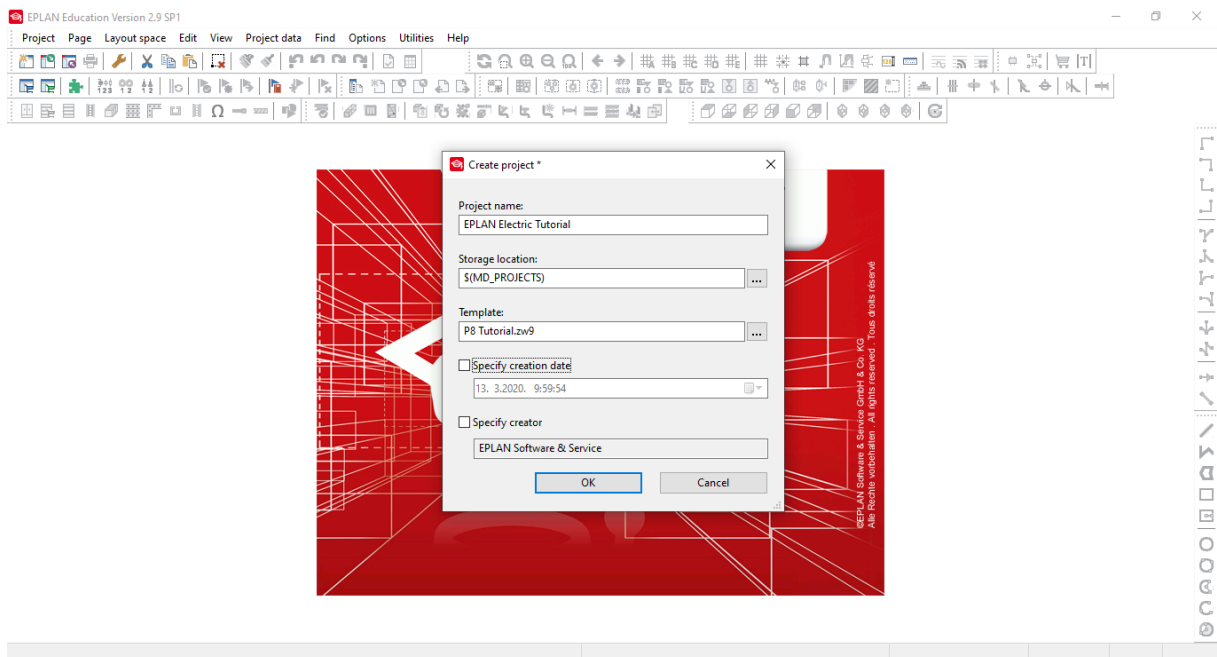 EPLAN Education Version 2.9 SP1
Project Page Layout space Edit View Project data Find Options Utilities Help
Create project *
Project name:
EPLAN Electric Tutorial
Storage location:
$(MD_PROJECTS)
...
Template:
P8 Tutorial.zw9
...
Specify creation date
13. 3.2020. 9:59:54
Specify creator
EPLAN Software & Service
OK Cancel
©EPLAN Software & Service GmbH & Co. KG
Alle Rechte vorbehalten . All rights reserved . Tous droits réservé